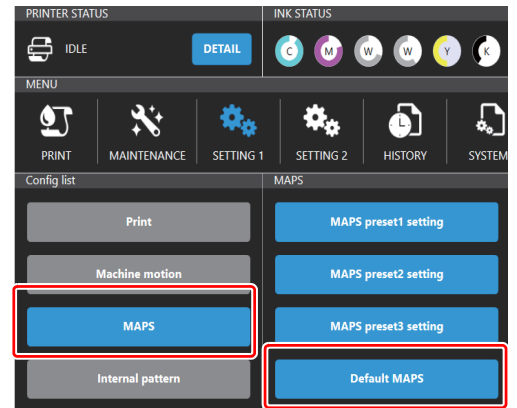 PRINTER STATUS
INK STATUS
IDLE
DETAIL
C M W W Y K
MENU
PRINT MAINTENANCE SETTING 1 SETTING 2 HISTORY SYSTEM
Config list
MAPS
Print
MAPS preset1 setting
Machine motion
MAPS preset2 setting
MAPS
MAPS preset3 setting
Internal pattern
Default MAPS